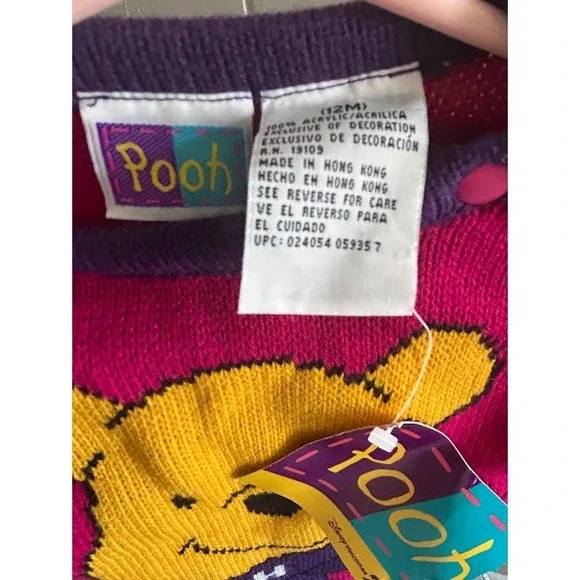 Pooh
(12M)
100% ACRYLIC/ACRILICA
EXCLUSIVE OF DECORATION
EXCLUSIVO DE DECORACIÓN
R.N. 19109
MADE IN HONG KONG
HECHO EN HONG KONG
SEE REVERSE FOR CARE
VE EL REVERSO PARA
EL CUIDADO
UPC: 024054 05935 7
Pooh